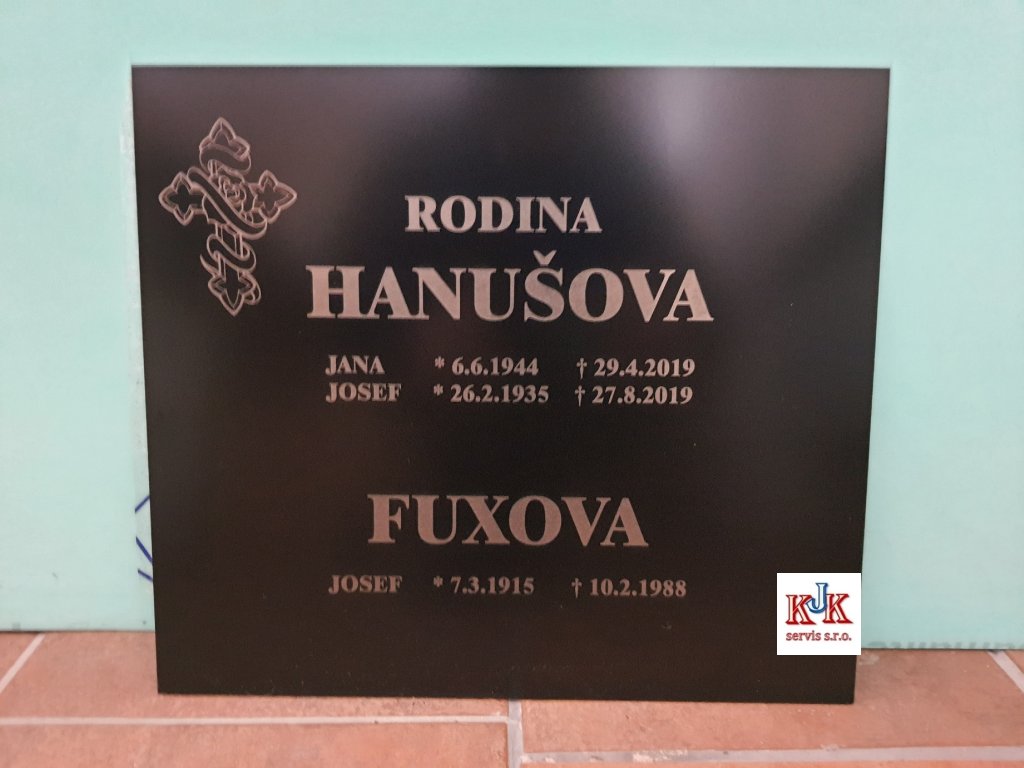 RODINA
HANUŠOVA
JANA * 6.6.1944 † 29.4.2019
JOSEF * 26.2.1935 † 27.8.2019
FUXOVA
JOSEF * 7.3.1915 † 10.2.1988
KJK
servis s.r.o.